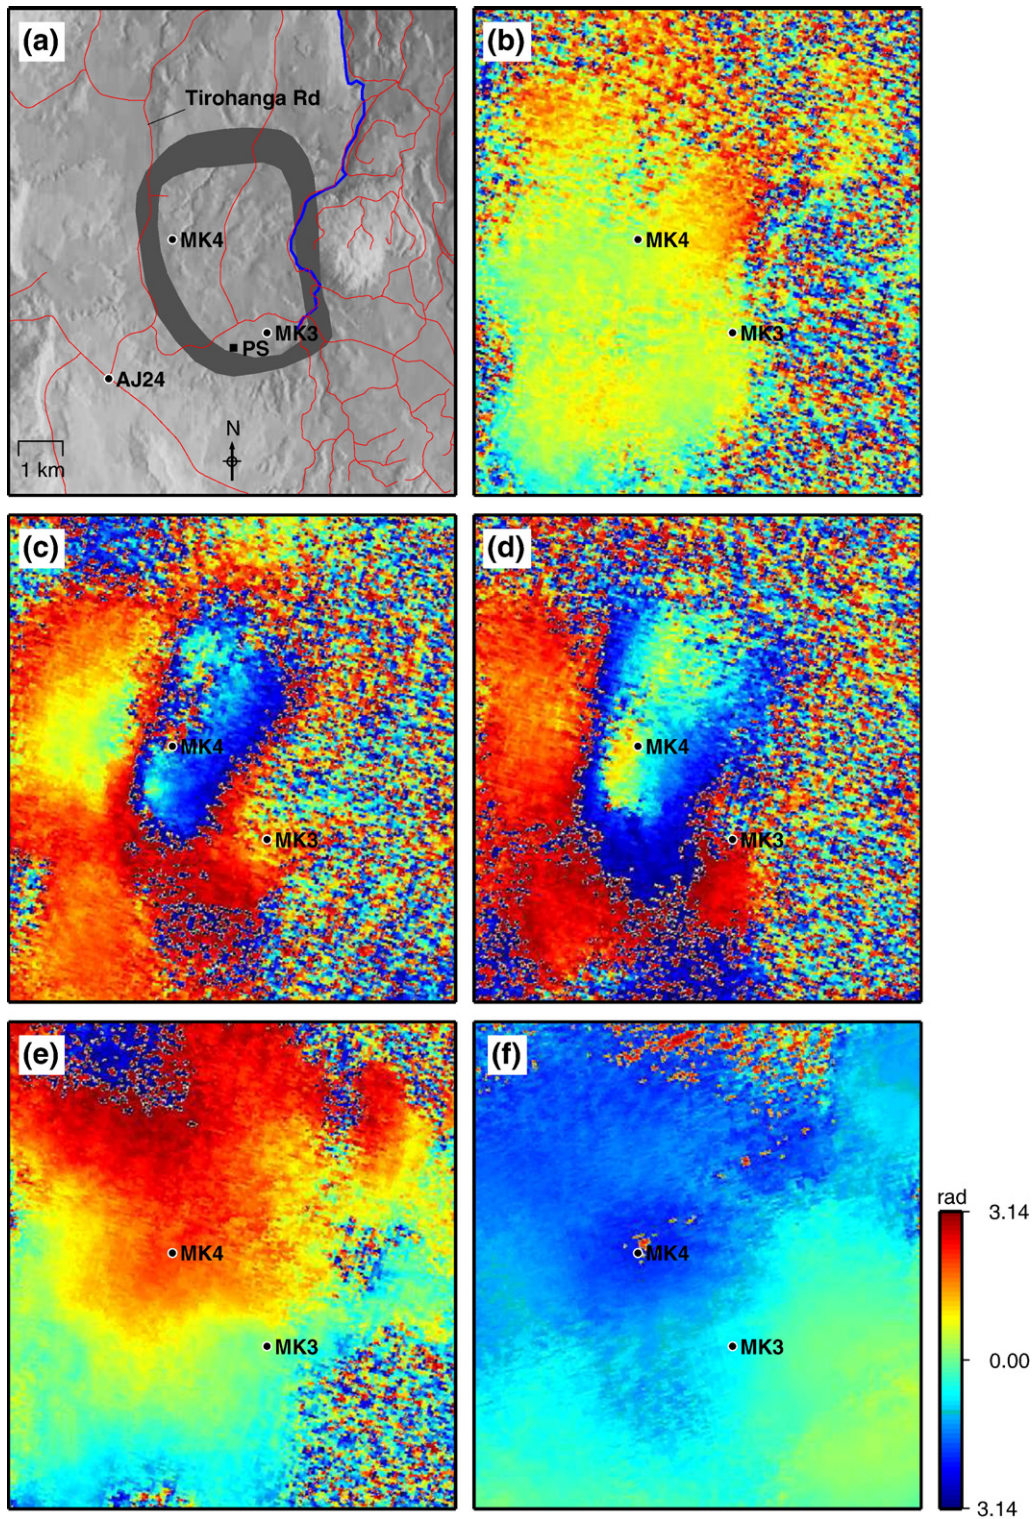 (a)
Tirohanga Rd
MK4
MK3
PS
AJ24
N
1 km
(b)
MK4
MK3
(c)
MK4
MK3
(d)
MK4
MK3
(e)
MK4
MK3
(f)
MK4
MK3
rad
3.14
0.00
3.14